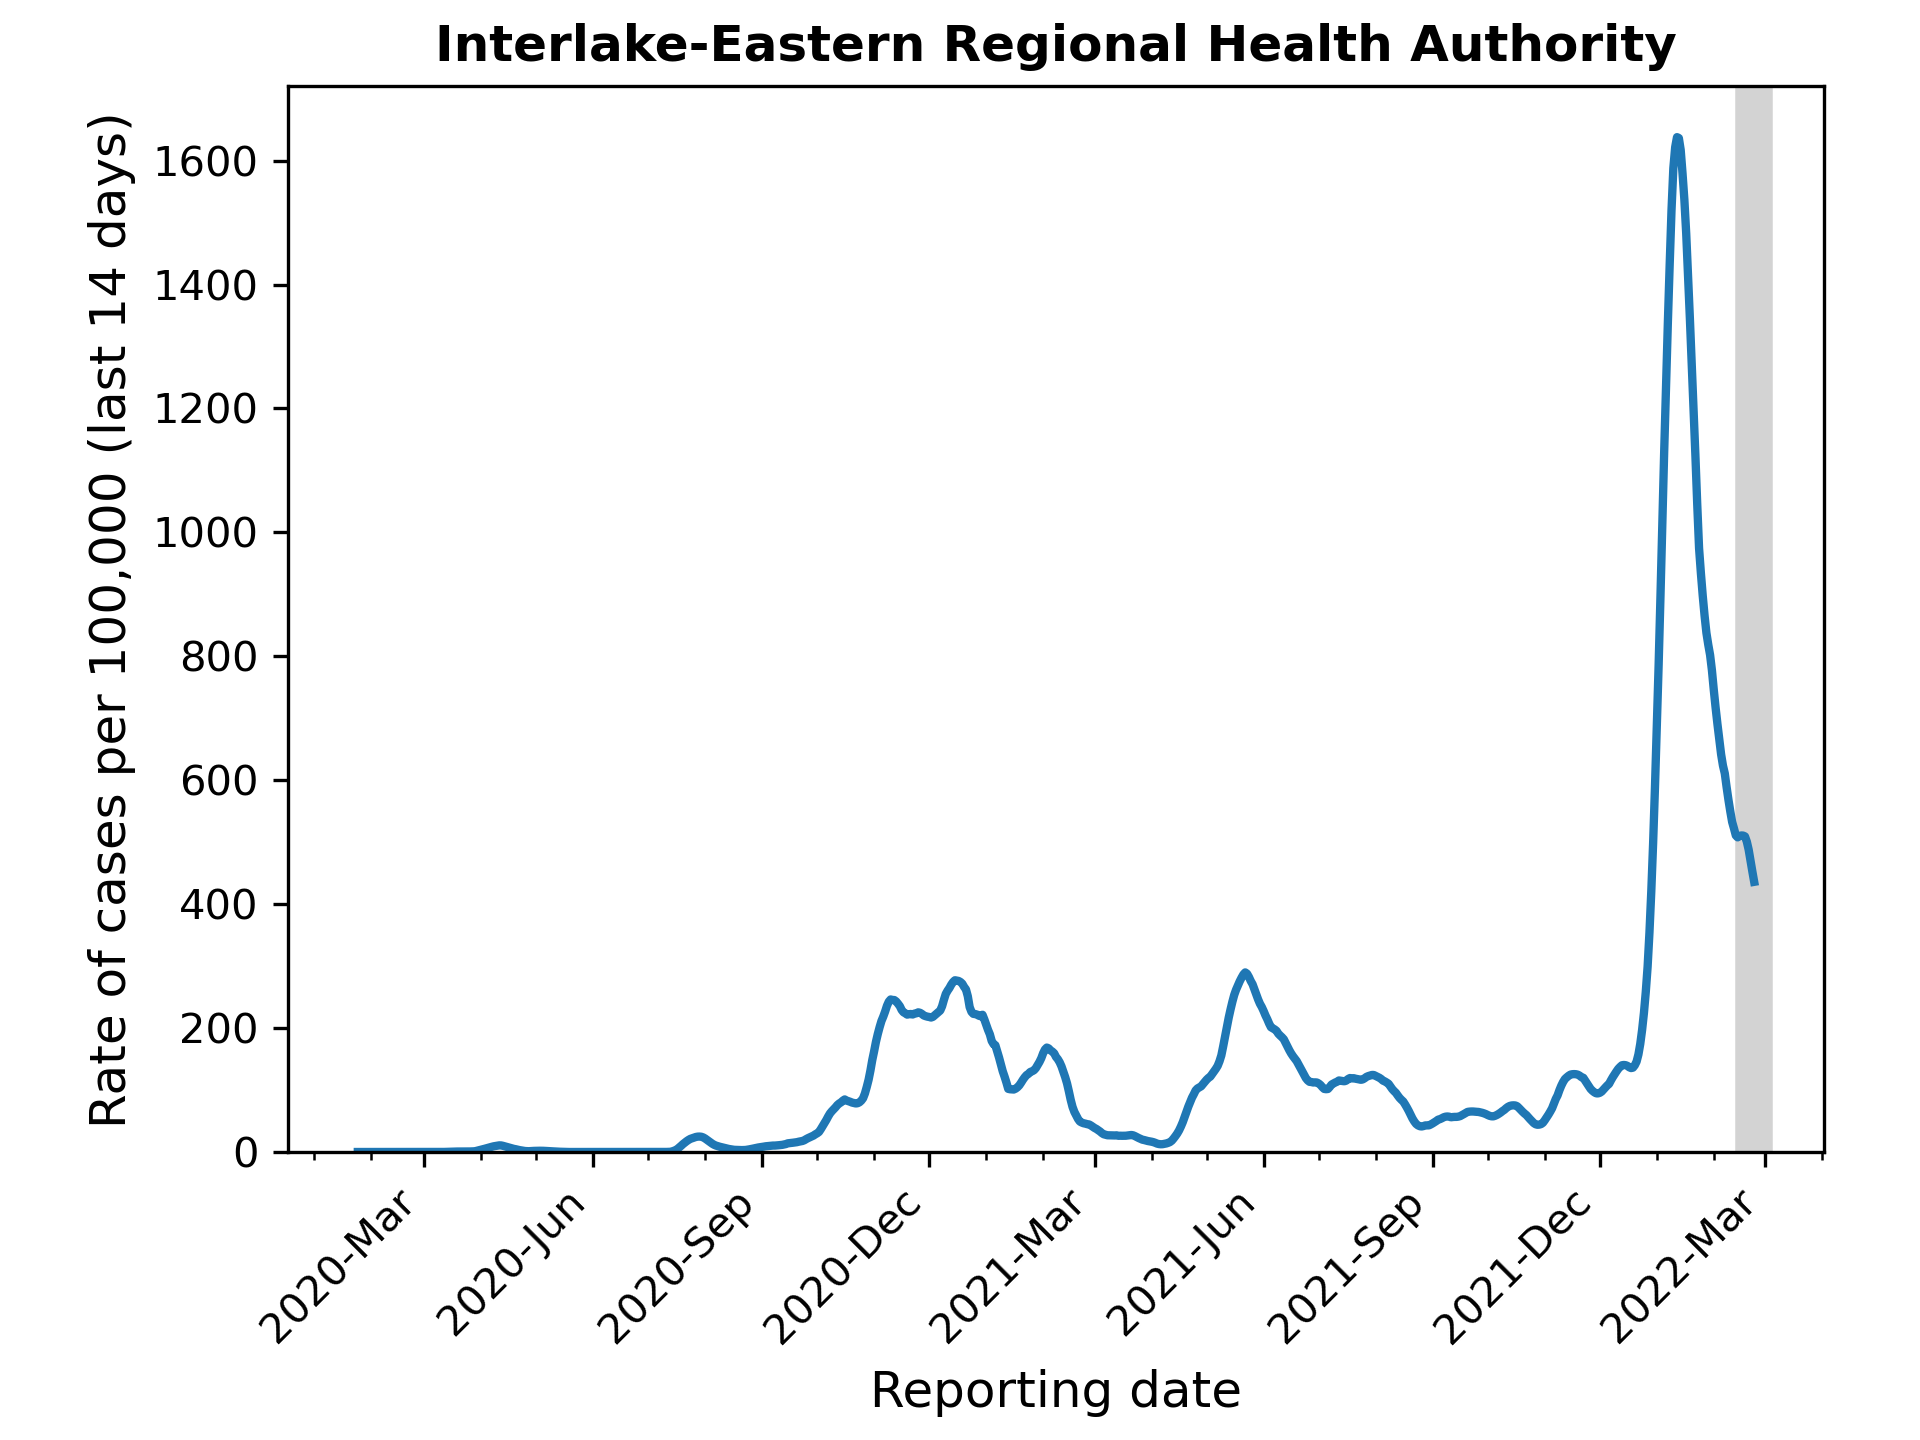 Interlake-Eastern Regional Health Authority
Rate of cases per 100,000 (last 14 days)
1600
1400
1200
1000
800
600
400
200
0
2020-Mar
2020-Jun
2020-Sep
2020-Dec
2021-Mar
2021-Jun
2021-Sep
2021-Dec
2022-Mar
Reporting date